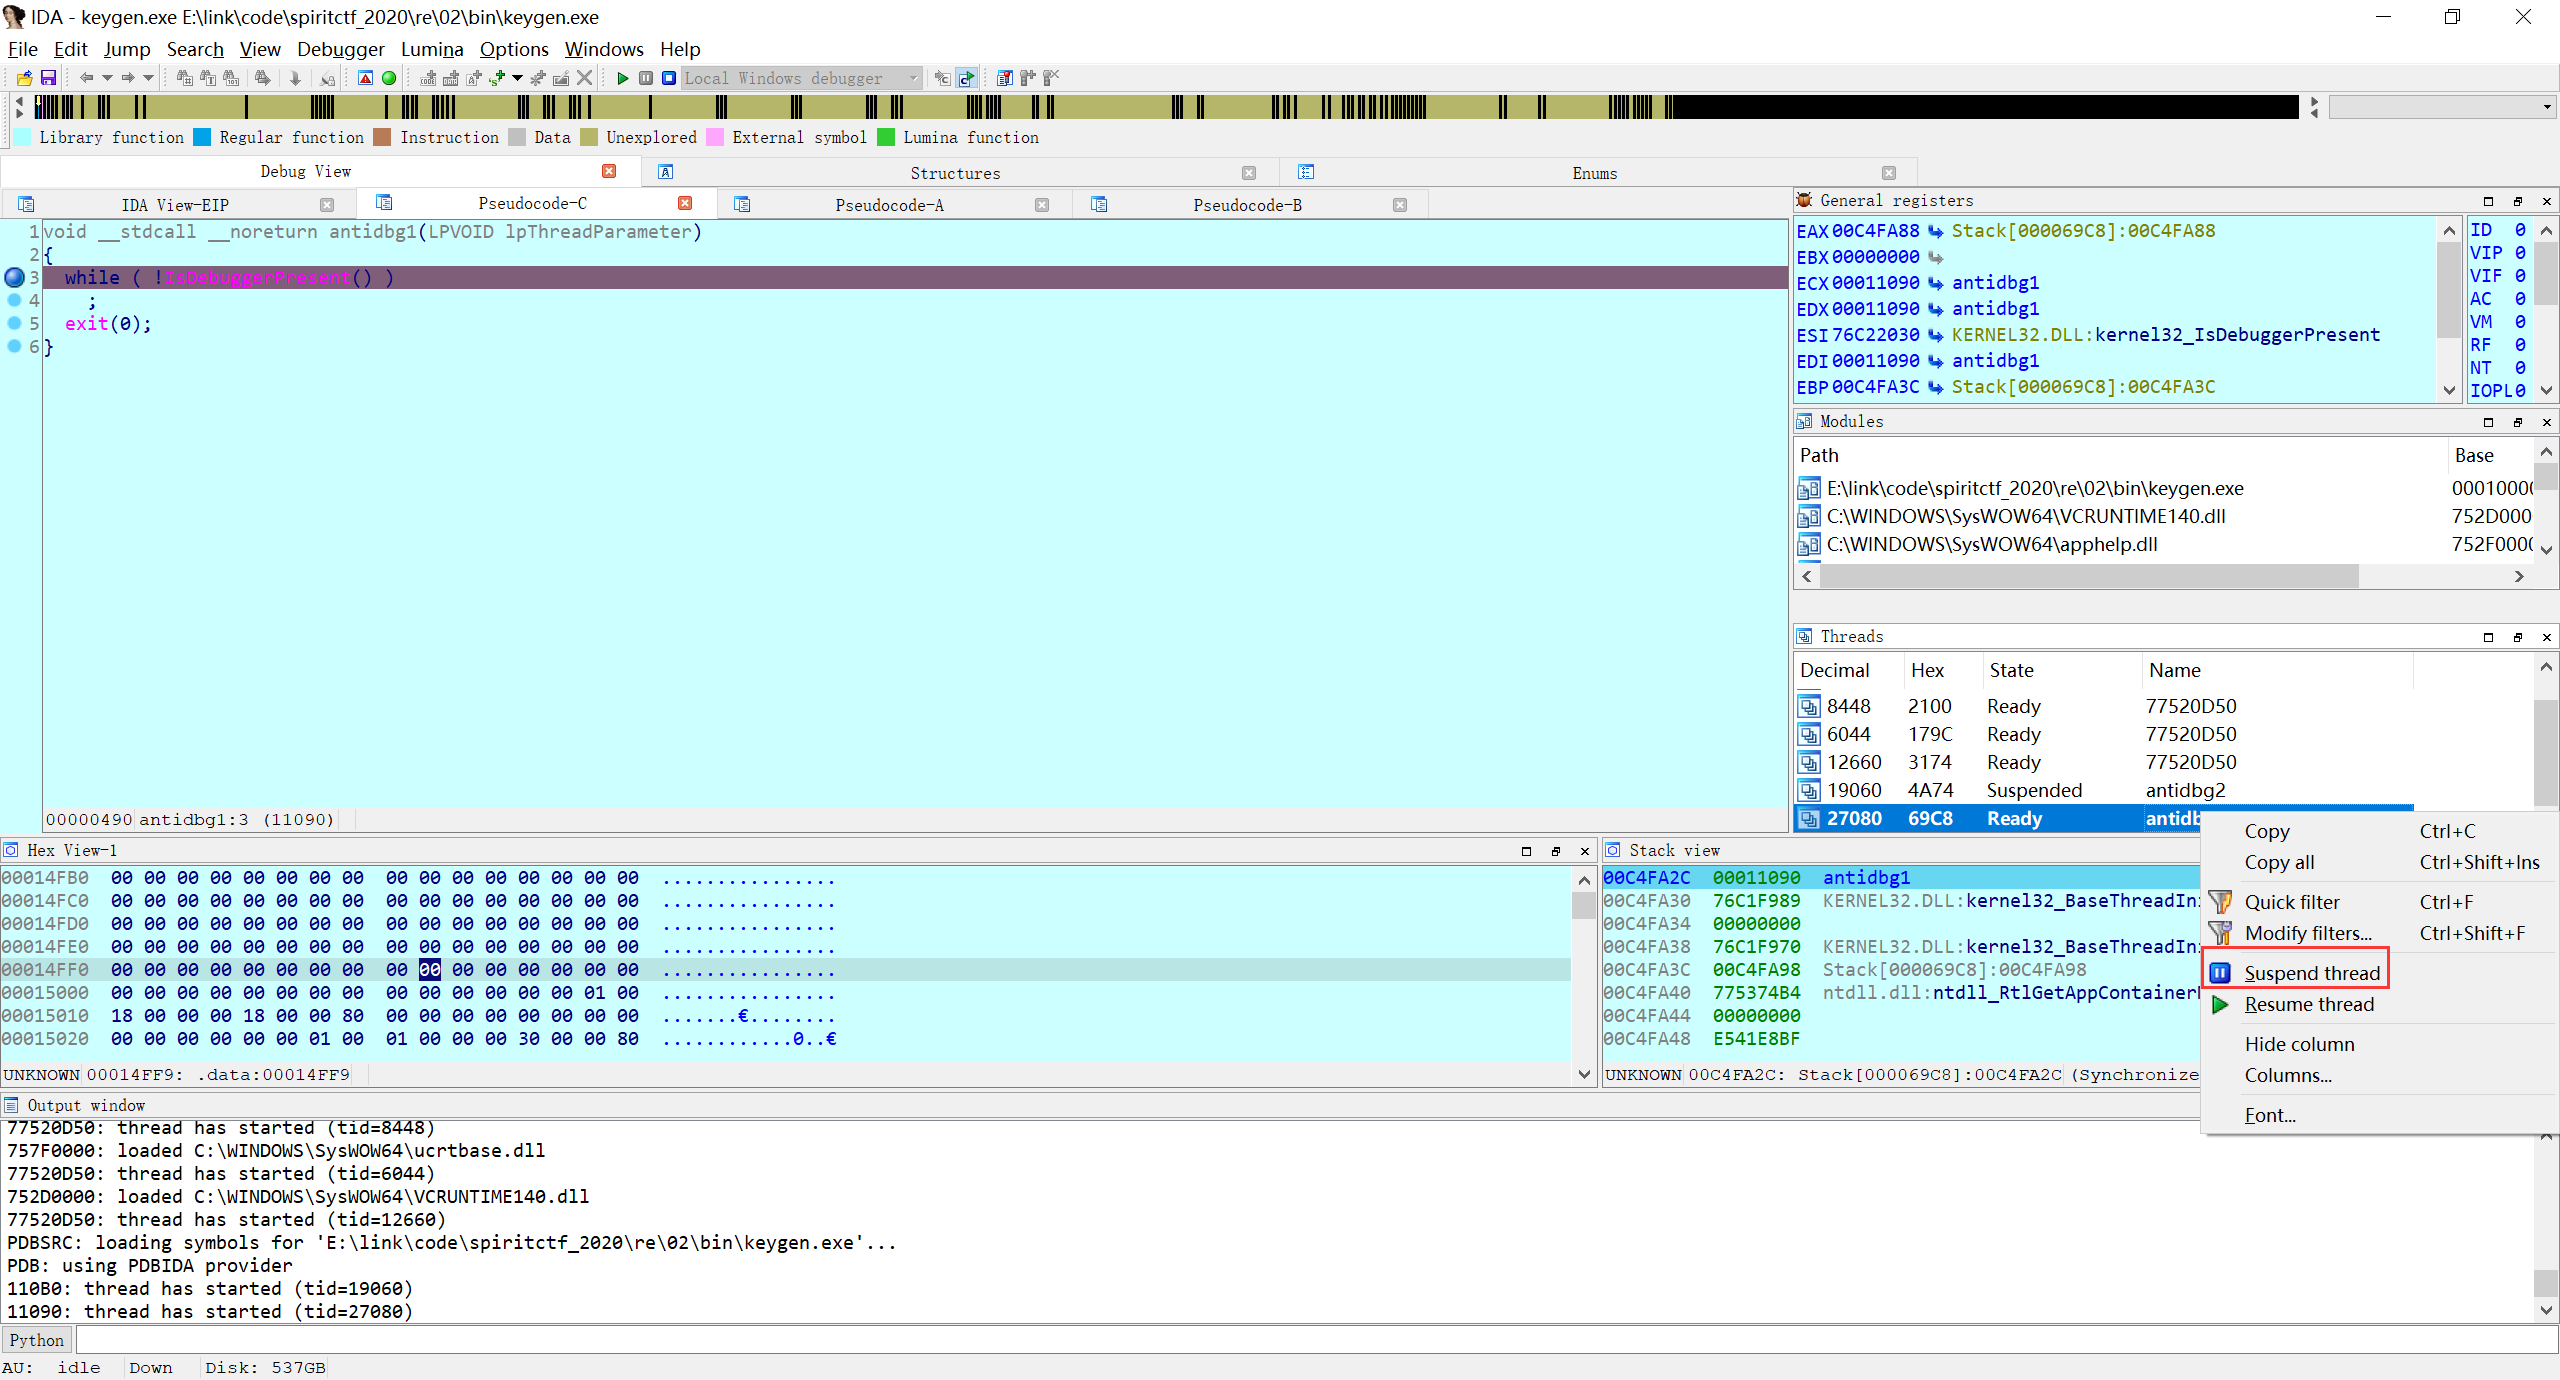 IDA - keygen.exe E:\link\code\spiritctf_2020\re\02\bin\keygen.exe
File Edit Jump Search View Debugger Lumina Options Windows Help
Local Windows debugger
Library function Regular function Instruction Data Unexplored External symbol Lumina function
Debug View Structures Enums
IDA View-EIP Pseudocode-C Pseudocode-A Pseudocode-B
1 void __stdcall __noreturn antidbg1(LPVOID lpThreadParameter)
2 {
3 while ( !IsDebuggerPresent() )
4 ;
5 exit(0);
6 }
00000490 antidbg1:3 (11090)
General registers
EAX 00C4FA88 Stack[000069C8]:00C4FA88
EBX 00000000
ECX 00011090 antidbg1
EDX 00011090 antidbg1
ESI 76C22030 KERNEL32.DLL:kernel32_IsDebuggerPresent
EDI 00011090 antidbg1
EBP 00C4FA3C Stack[000069C8]:00C4FA3C
ID 0
VIP 0
VIF 0
AC 0
VM 0
RF 0
NT 0
IOPL 0
Modules
Path Base
E:\link\code\spiritctf_2020\re\02\bin\keygen.exe 0001000
C:\WINDOWS\SysWOW64\VCRUNTIME140.dll 752D000
C:\WINDOWS\SysWOW64\apphelp.dll 752F000
Threads
Decimal Hex State Name
8448 2100 Ready 77520D50
6044 179C Ready 77520D50
12660 3174 Ready 77520D50
19060 4A74 Suspended antidbg2
27080 69C8 Ready antidb
Copy Ctrl+C
Copy all Ctrl+Shift+Ins
Quick filter Ctrl+F
Modify filters... Ctrl+Shift+F
Suspend thread
Resume thread
Hide column
Columns...
Font...
Hex View-1
00014FB0 00 00 00 00 00 00 00 00 00 00 00 00 00 00 00 00 ................
00014FC0 00 00 00 00 00 00 00 00 00 00 00 00 00 00 00 00 ................
00014FD0 00 00 00 00 00 00 00 00 00 00 00 00 00 00 00 00 ................
00014FE0 00 00 00 00 00 00 00 00 00 00 00 00 00 00 00 00 ................
00014FF0 00 00 00 00 00 00 00 00 00 00 00 00 00 00 00 00 ................
00015000 00 00 00 00 00 00 00 00 00 00 00 00 00 00 01 00 ................
00015010 18 00 00 00 18 00 00 80 00 00 00 00 00 00 00 00 .......€........
00015020 00 00 00 00 00 00 01 00 01 00 00 00 30 00 00 80 ............0..€
UNKNOWN 00014FF9: .data:00014FF9
Stack view
00C4FA2C 00011090 antidbg1
00C4FA30 76C1F989 KERNEL32.DLL:kernel32_BaseThreadIn
00C4FA34 00000000
00C4FA38 76C1F970 KERNEL32.DLL:kernel32_BaseThreadIn
00C4FA3C 00C4FA98 Stack[000069C8]:00C4FA98
00C4FA40 775374B4 ntdll.dll:ntdll_RtlGetAppContainer
00C4FA44 00000000
00C4FA48 E541E8BF
UNKNOWN 00C4FA2C: Stack[000069C8]:00C4FA2C (Synchronize
Output window
77520D50: thread has started (tid=8448)
757F0000: loaded C:\WINDOWS\SysWOW64\ucrtbase.dll
77520D50: thread has started (tid=6044)
752D0000: loaded C:\WINDOWS\SysWOW64\VCRUNTIME140.dll
77520D50: thread has started (tid=12660)
PDBSRC: loading symbols for 'E:\link\code\spiritctf_2020\re\02\bin\keygen.exe'...
PDB: using PDBIDA provider
110B0: thread has started (tid=19060)
11090: thread has started (tid=27080)
Python
AU: idle Down Disk: 537GB